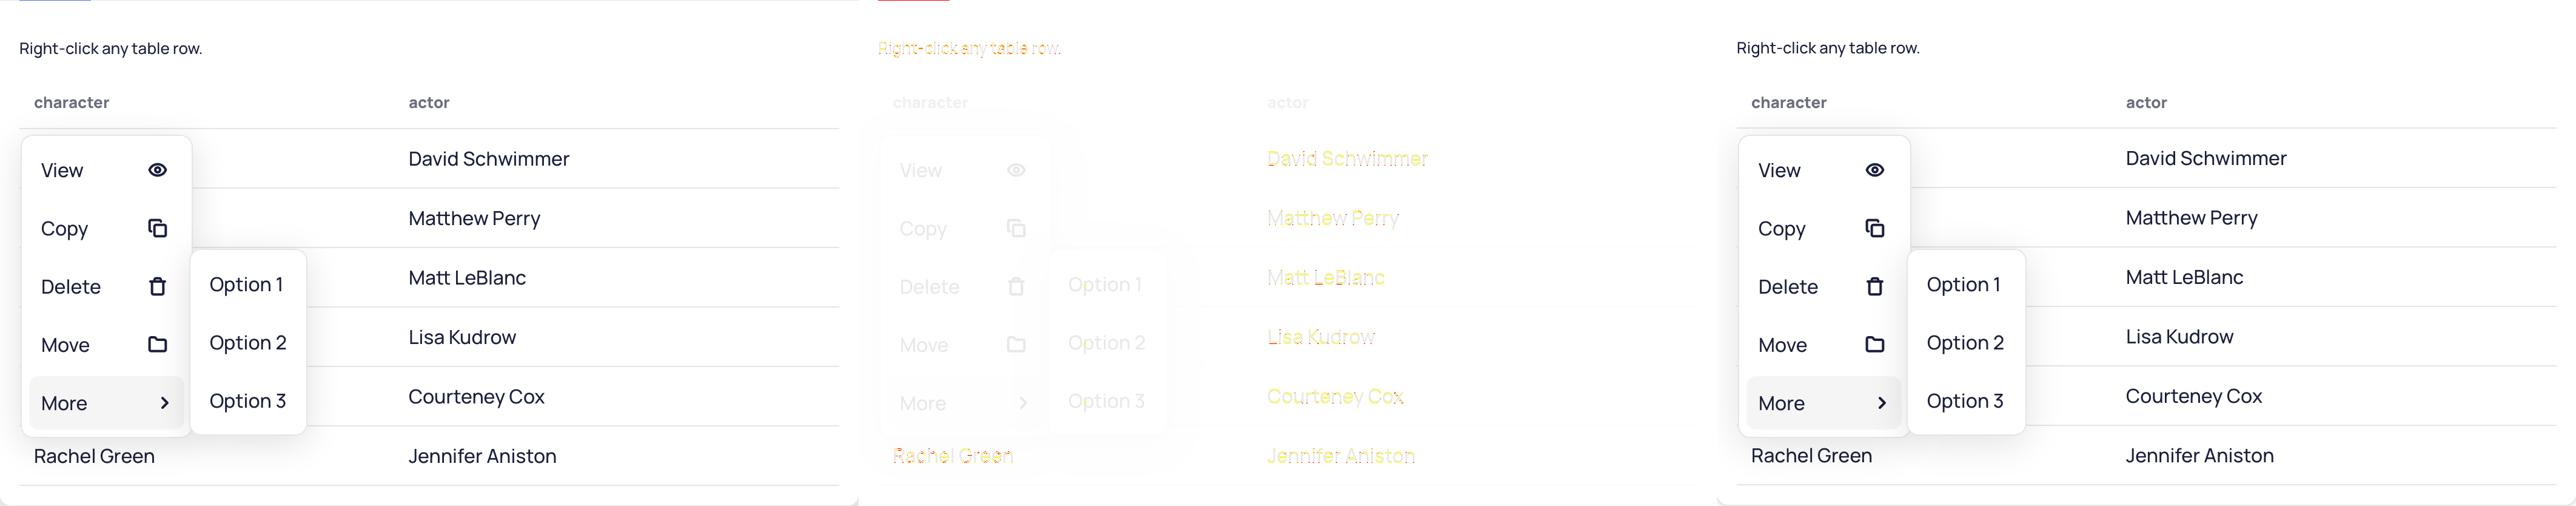 Right-click any table row.
character actor
David Schwimmer
View
Matthew Perry
Copy
Matt LeBlanc
Delete
Option 1
Lisa Kudrow
Move
Option 2
Courteney Cox
More
Option 3
Rachel Green Jennifer Aniston
Right-click any table row.
character actor
David Schwimmer
View
Matthew Perry
Copy
Matt LeBlanc
Delete
Option 1
Lisa Kudrow
Move
Option 2
Courteney Cox
More
Option 3
Rachel Green Jennifer Aniston
Right-click any table row.
character actor
David Schwimmer
View
Matthew Perry
Copy
Matt LeBlanc
Delete
Option 1
Lisa Kudrow
Move
Option 2
Courteney Cox
More
Option 3
Rachel Green Jennifer Aniston